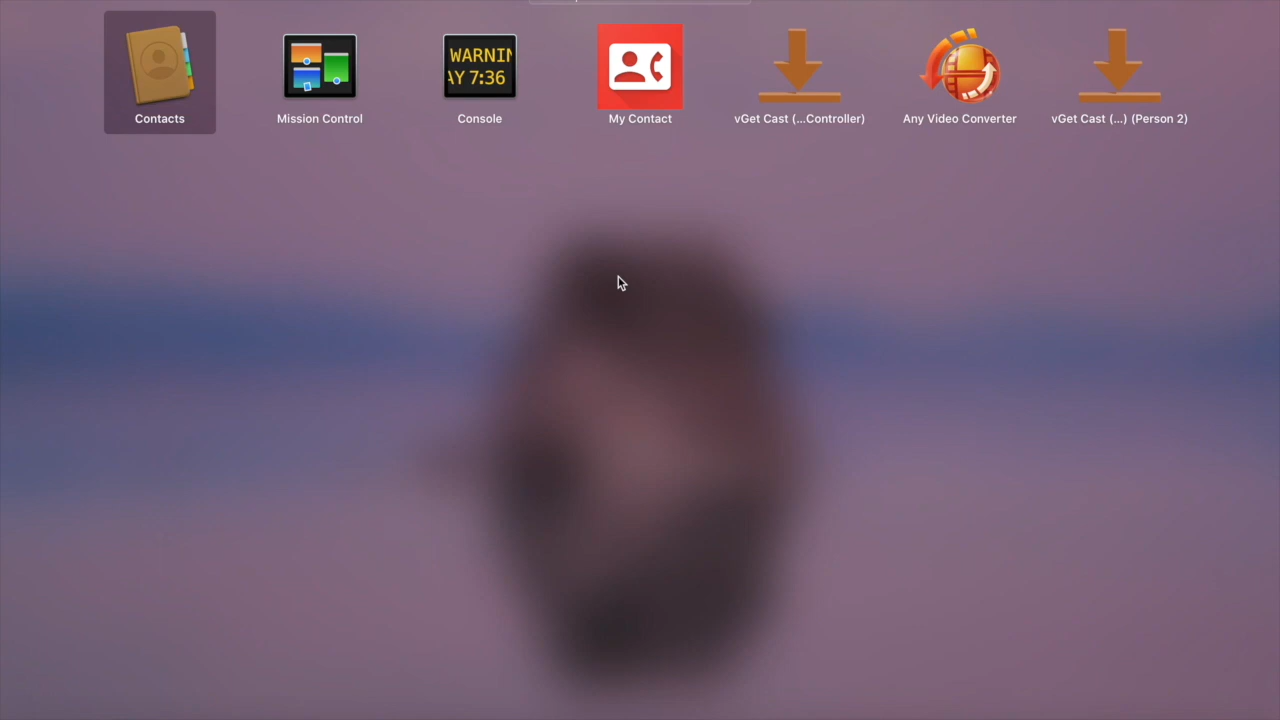 WARNIN
AY 7:36
Contacts
Mission Control
Console
My Contact
vGet Cast (...Controller)
Any Video Converter
vGet Cast (...) (Person 2)